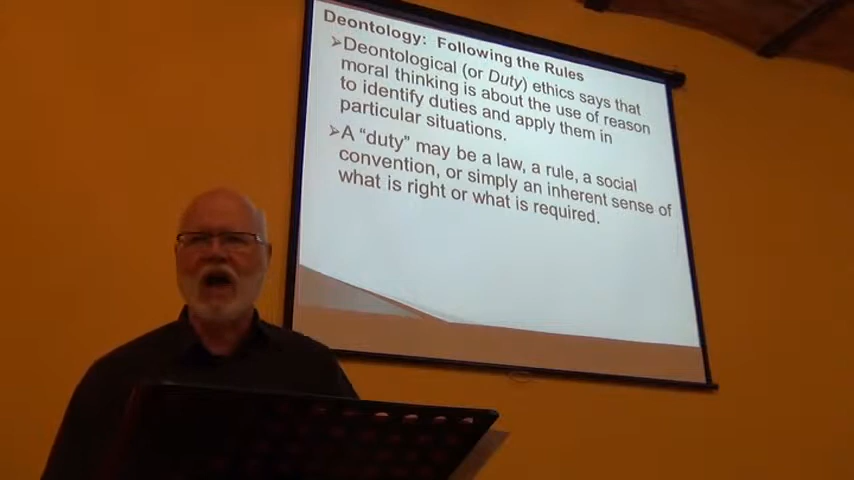 Deontology: Following the Rules
➢Deontological (or Duty) ethics says that
moral thinking is about the use of reason
to identify duties and apply them in
particular situations.
➢A “duty” may be a law, a rule, a social
convention, or simply an inherent sense of
what is right or what is required.